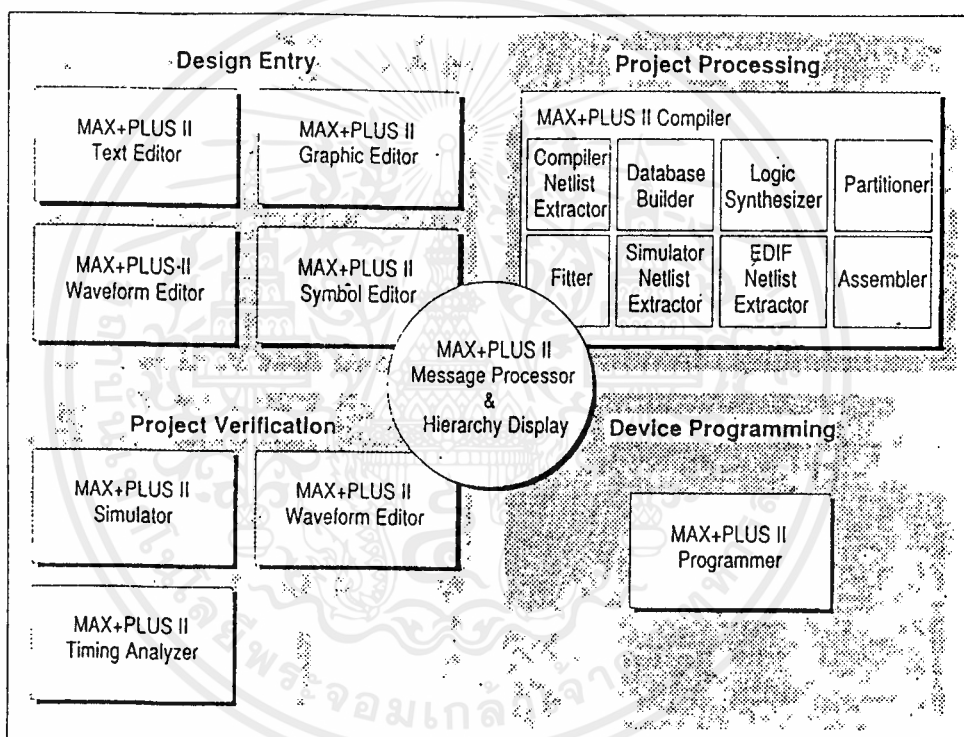 Design Entry
MAX+PLUS II
Text Editor
MAX+PLUS II
Graphic Editor
MAX+PLUS II
Waveform Editor
MAX+PLUS II
Symbol Editor
Project Processing
MAX+PLUS II Compiler
Compiler
Netlist
Extractor
Database
Builder
Logic
Synthesizer
Partitioner
Fitter
Simulator
Netlist
Extractor
EDIF
Netlist
Extractor
Assembler
MAX+PLUS II
Message Processor
&
Hierarchy Display
Project Verification
MAX+PLUS II
Simulator
MAX+PLUS II
Waveform Editor
MAX+PLUS II
Timing Analyzer
Device Programming
MAX+PLUS II
Programmer